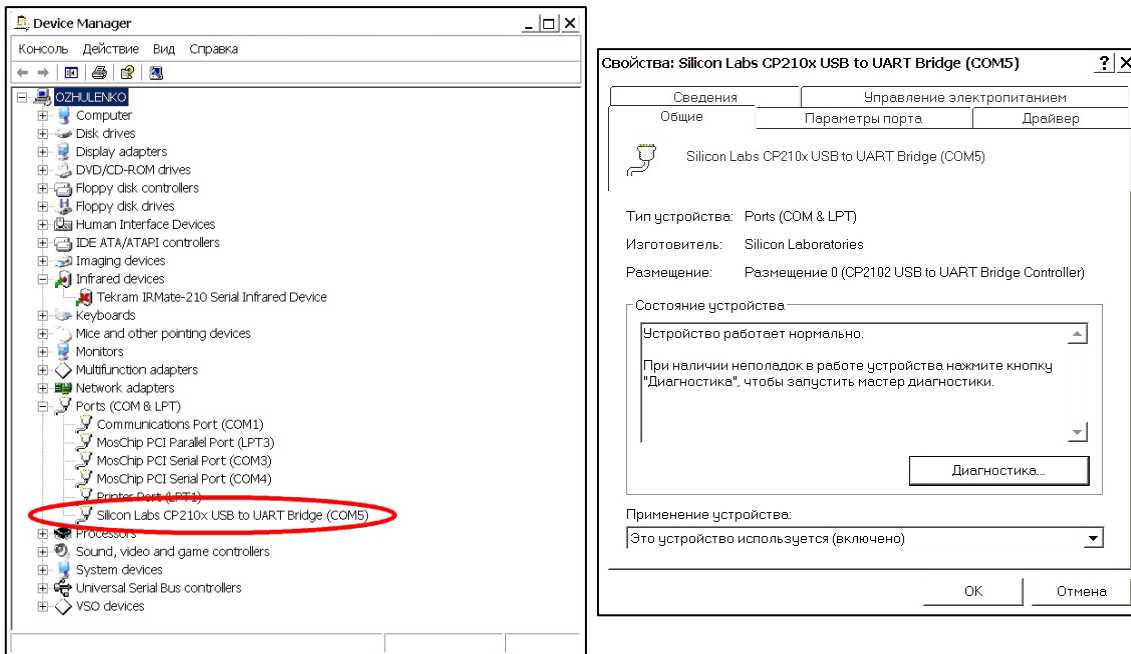 Device Manager
Консоль Действие Вид Справка
OZHULENKO
Computer
Disk drives
Display adapters
DVD/CD-ROM drives
Floppy disk controllers
Floppy disk drives
Human Interface Devices
IDE ATA/ATAPI controllers
Imaging devices
Infrared devices
Tekram IRMate-210 Serial Infrared Device
Keyboards
Mice and other pointing devices
Monitors
Multifunction adapters
Network adapters
Ports (COM & LPT)
Communications Port (COM1)
MosChip PCI Parallel Port (LPT3)
MosChip PCI Serial Port (COM3)
MosChip PCI Serial Port (COM4)
Printer Port (LPT1)
Silicon Labs CP210x USB to UART Bridge (COM5)
Processors
Sound, video and game controllers
System devices
Universal Serial Bus controllers
VSO devices
Свойства: Silicon Labs CP210x USB to UART Bridge (COM5)
Сведения Управление электропитанием
Общие Параметры порта Драйвер
Silicon Labs CP210x USB to UART Bridge (COM5)
Тип устройства: Ports (COM & LPT)
Изготовитель: Silicon Laboratories
Размещение: Размещение 0 (CP2102 USB to UART Bridge Controller)
Состояние устройства
Устройство работает нормально.
При наличии неполадок в работе устройства нажмите кнопку
"Диагностика", чтобы запустить мастер диагностики.
Диагностика...
Применение устройства:
Это устройство используется (включено)
OK Отмена